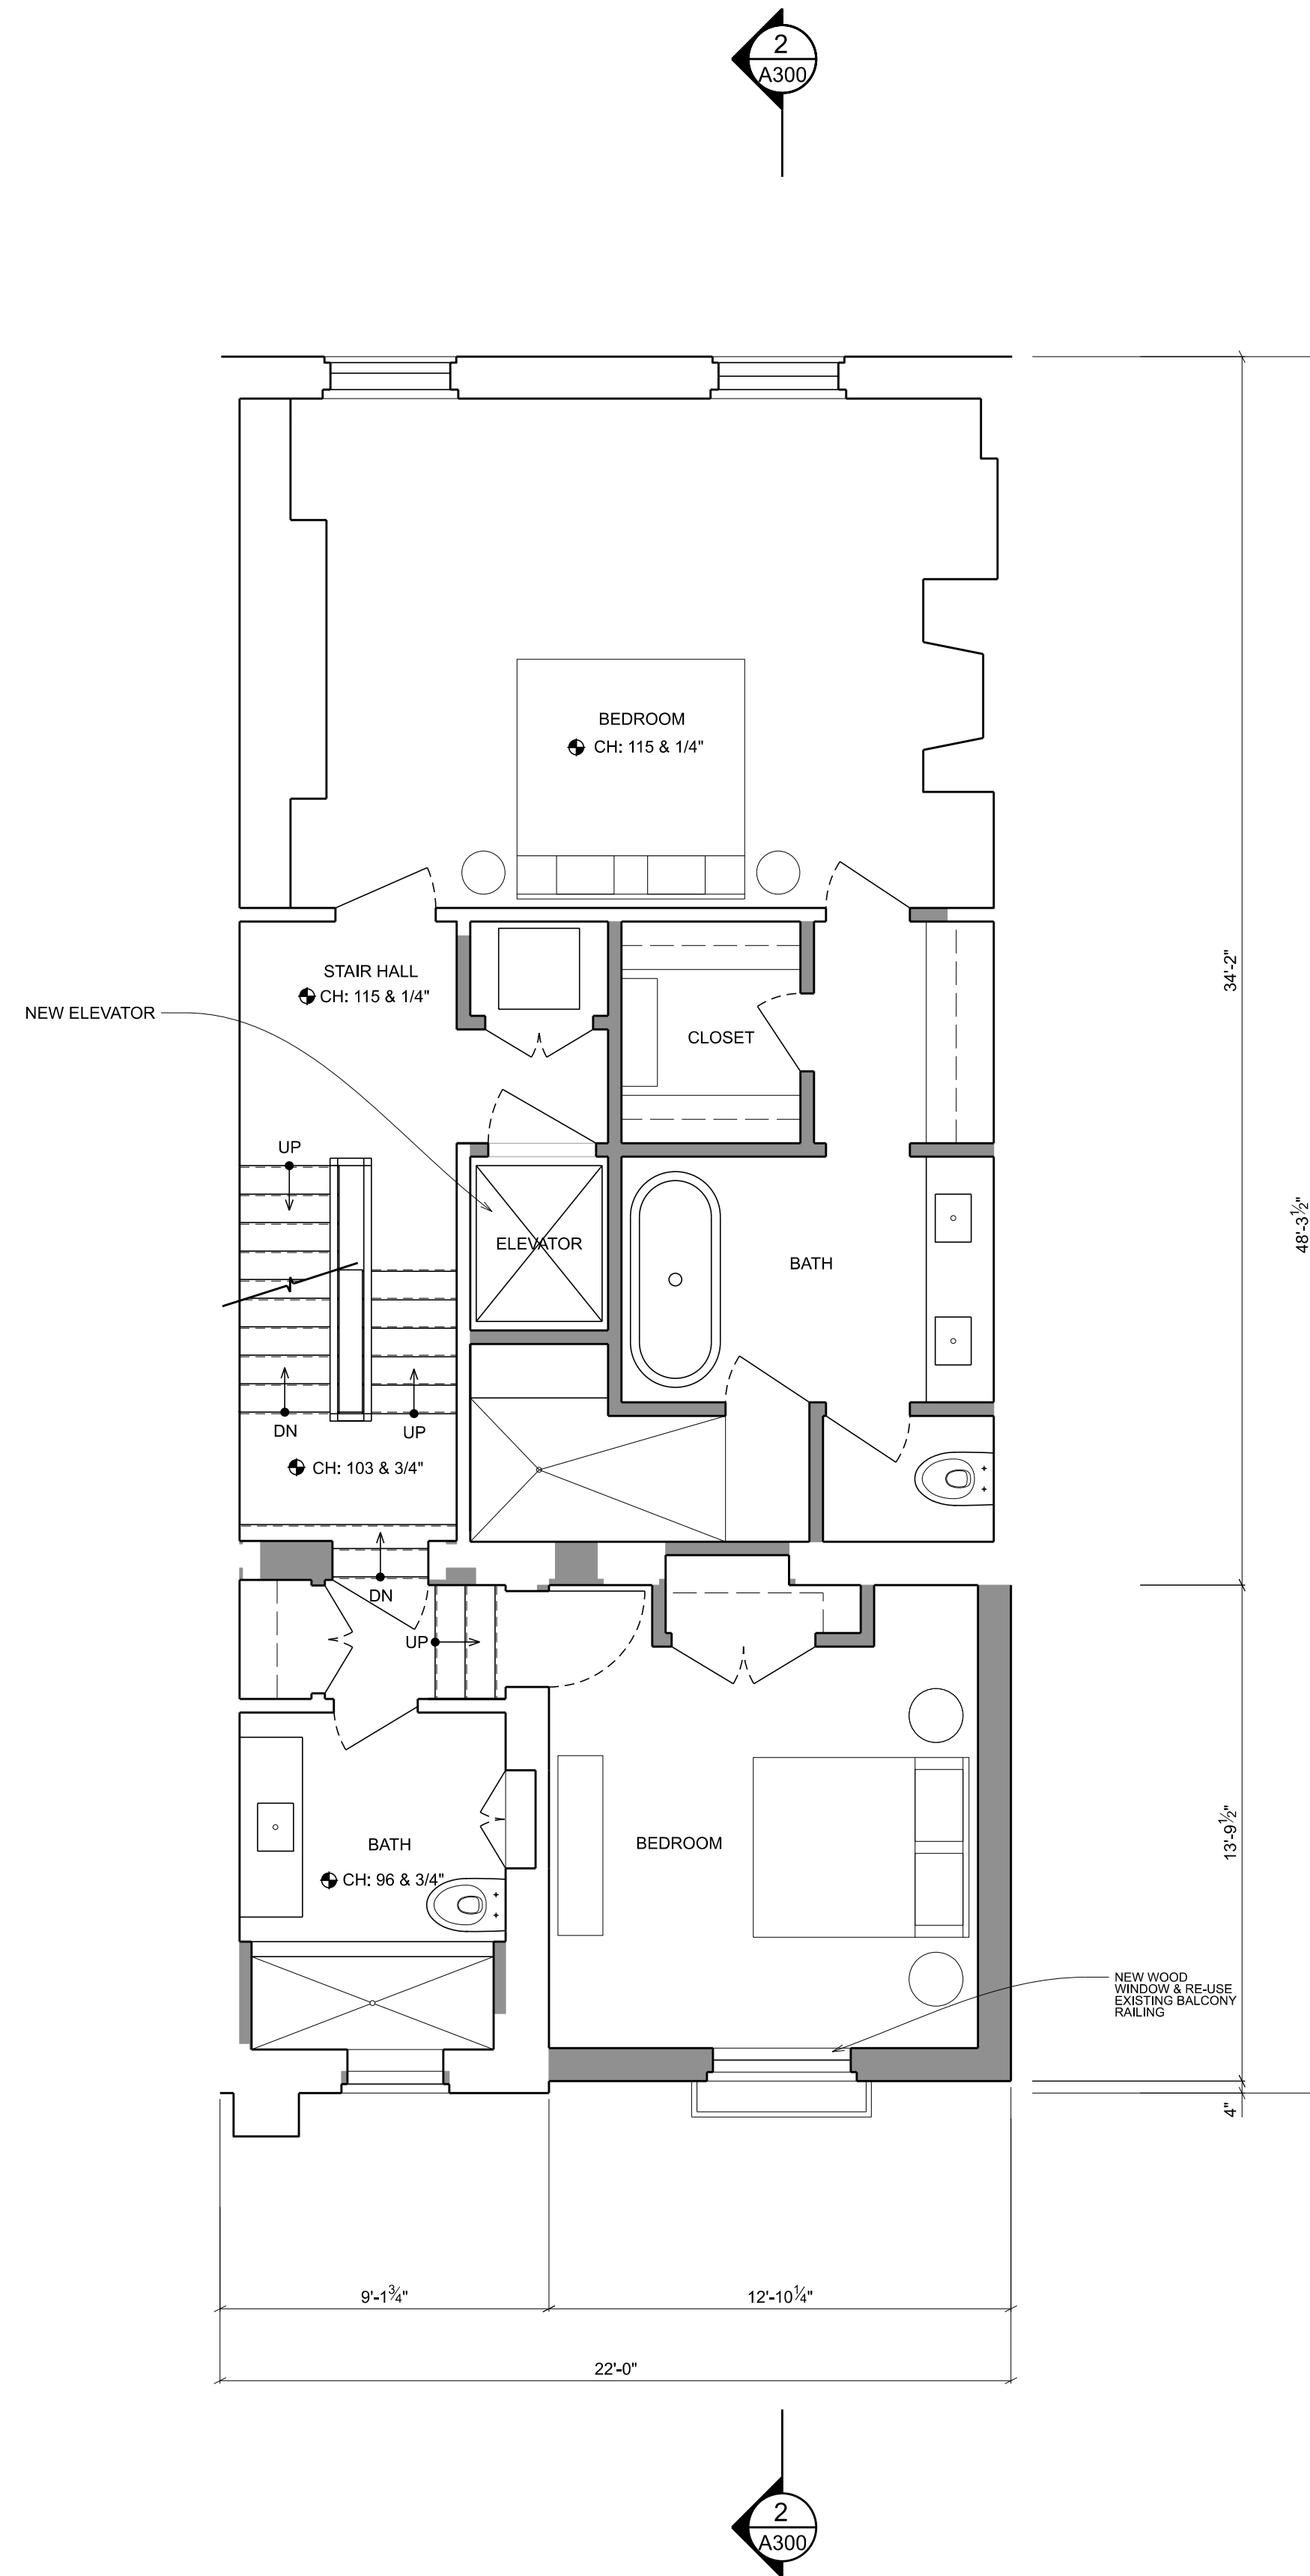 2
A300
BEDROOM
CH: 115 & 1/4"
STAIR HALL
CH: 115 & 1/4"
NEW ELEVATOR
CLOSET
34'-2"
UP
48'-3½"
ELEVATOR
BATH
DN
UP
CH: 103 & 3/4"
DN
UP
BATH
BEDROOM
13'-9½"
CH: 96 & 3/4"
NEW WOOD
WINDOW & RE-USE
EXISTING BALCONY
RAILING
4"
9'-1¾"
12'-10¼"
22'-0"
2
A300